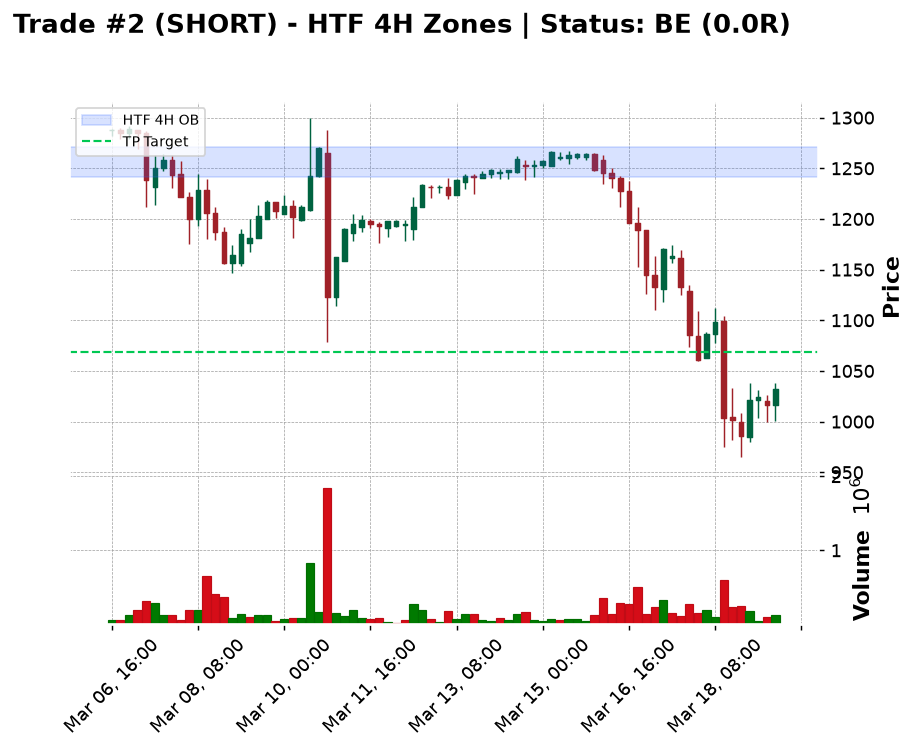 Trade #2 (SHORT) - HTF 4H Zones | Status: BE (0.0R)
HTF 4H OB
TP Target
1300
1250
1200
1150
1100
1050
1000
950
Price
2
1
Volume 10^6
Mar 06, 16:00
Mar 08, 08:00
Mar 10, 00:00
Mar 11, 16:00
Mar 13, 08:00
Mar 15, 00:00
Mar 16, 16:00
Mar 18, 08:00